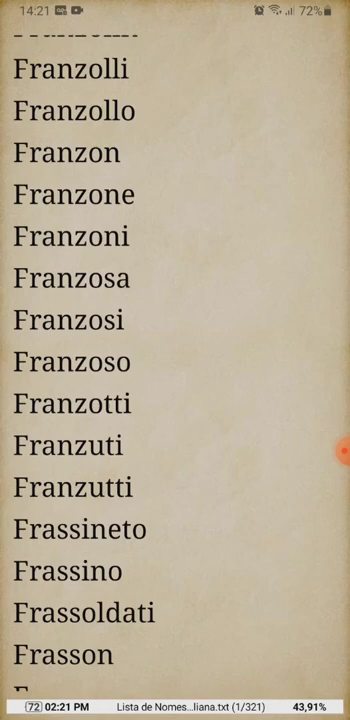 14:21 72%
Franzolli
Franzollo
Franzon
Franzone
Franzoni
Franzosa
Franzosi
Franzoso
Franzotti
Franzuti
Franzutti
Frassineto
Frassino
Frassoldati
Frasson
72 02:21 PM Lista de Nomes...liana.txt (1/321) 43,91%